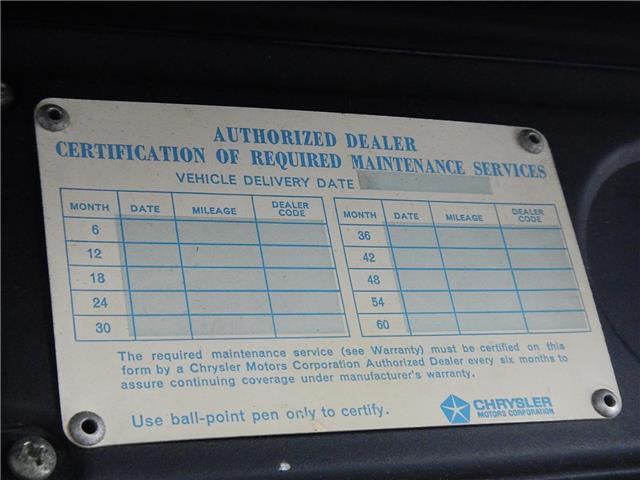 AUTHORIZED DEALER
CERTIFICATION OF REQUIRED MAINTENANCE SERVICES
VEHICLE DELIVERY DATE
MONTH DATE MILEAGE DEALER CODE MONTH DATE MILEAGE DEALER CODE
6 36
12 42
18 48
24 54
30 60
The required maintenance service (see Warranty) must be certified on this
form by a Chrysler Motors Corporation Authorized Dealer every six months to
assure continuing coverage under manufacturer's warranty.
Use ball-point pen only to certify.
CHRYSLER
MOTORS CORPORATION